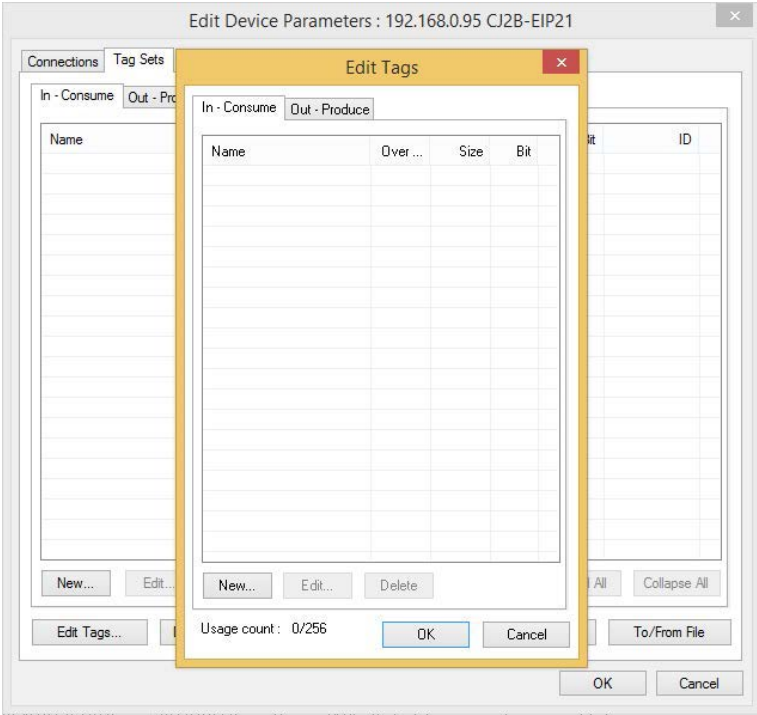 Edit Device Parameters : 192.168.0.95 CJ2B-EIP21
Connections Tag Sets
In - Consume Out - Pro
Name Bit ID
New... Edit...
All Collapse All
Edit Tags... To/From File
OK Cancel
Edit Tags
In - Consume Out - Produce
Name Over ... Size Bit
New... Edit... Delete
Usage count : 0/256 OK Cancel